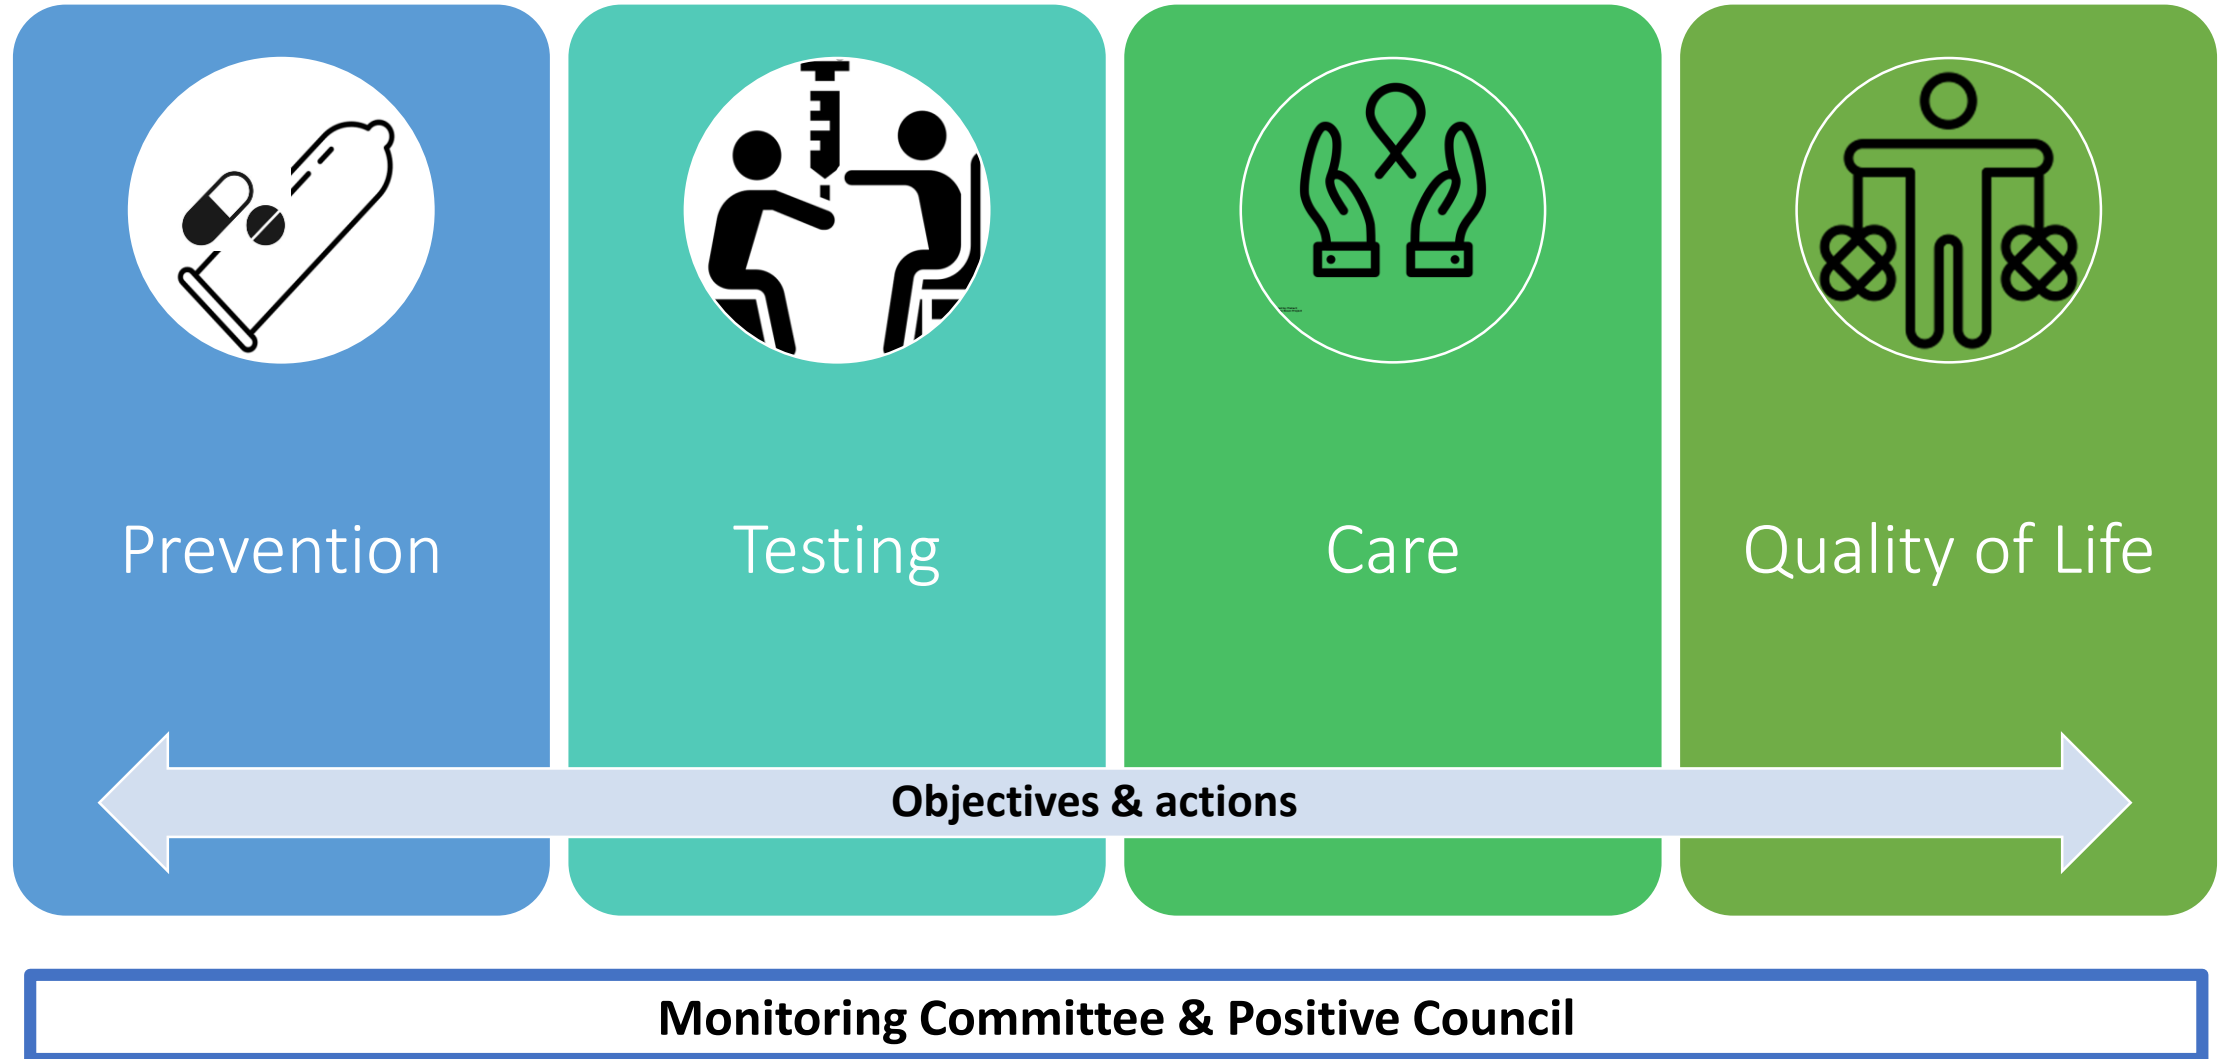 Prevention
Testing
Care
Quality of Life
Objectives & actions
Monitoring Committee & Positive Council